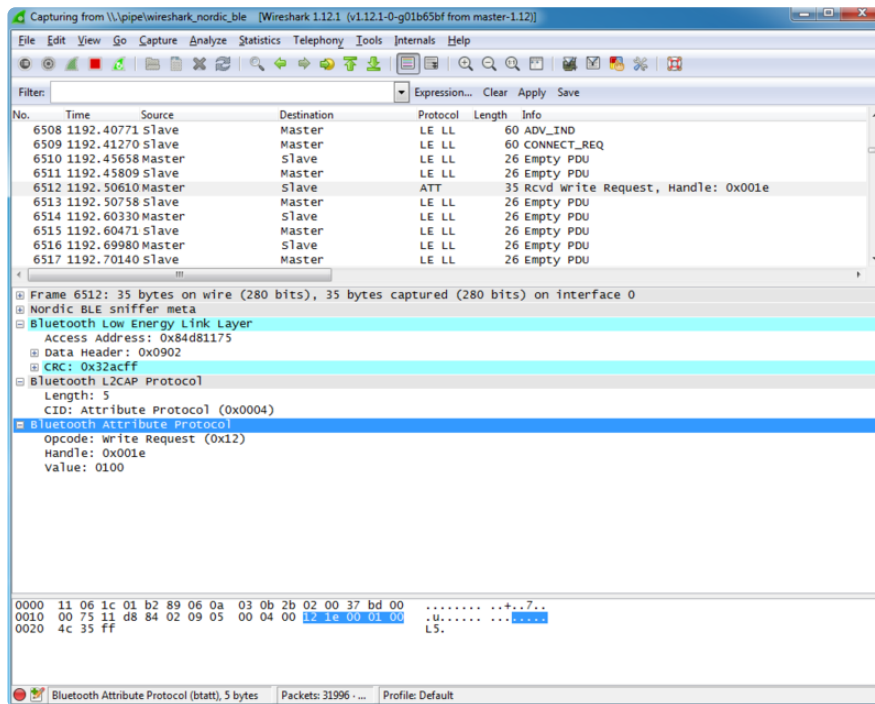 Capturing from \\.\pipe\wireshark_nordic_ble [Wireshark 1.12.1 (v1.12.1-0-g01b65bf from master-1.12)]
File Edit View Go Capture Analyze Statistics Telephony Tools Internals Help
Filter: Expression... Clear Apply Save
No. Time Source Destination Protocol Length Info
6508 1192.40771 Slave Master LE LL 60 ADV_IND
6509 1192.41270 Slave Master LE LL 60 CONNECT_REQ
6510 1192.45658 Master Slave LE LL 26 Empty PDU
6511 1192.45809 Slave Master LE LL 26 Empty PDU
6512 1192.50610 Master Slave ATT 35 Rcvd Write Request, Handle: 0x001e
6513 1192.50758 Slave Master LE LL 26 Empty PDU
6514 1192.60330 Master Slave LE LL 26 Empty PDU
6515 1192.60471 Slave Master LE LL 26 Empty PDU
6516 1192.69980 Master Slave LE LL 26 Empty PDU
6517 1192.70140 Slave Master LE LL 26 Empty PDU
Frame 6512: 35 bytes on wire (280 bits), 35 bytes captured (280 bits) on interface 0
Nordic BLE sniffer meta
Bluetooth Low Energy Link Layer
Access Address: 0x84d81175
Data Header: 0x0902
CRC: 0x32acff
Bluetooth L2CAP Protocol
Length: 5
CID: Attribute Protocol (0x0004)
Bluetooth Attribute Protocol
Opcode: Write Request (0x12)
Handle: 0x001e
Value: 0100
0000 11 06 1c 01 b2 89 06 0a 03 0b 2b 02 00 37 bd 00 ........ ..+..7..
0010 00 75 11 d8 84 02 09 05 00 04 00 12 1e 00 01 00 .u...... ........
0020 4c 35 ff L5.
Bluetooth Attribute Protocol (btatt), 5 bytes Packets: 31996 · ... Profile: Default